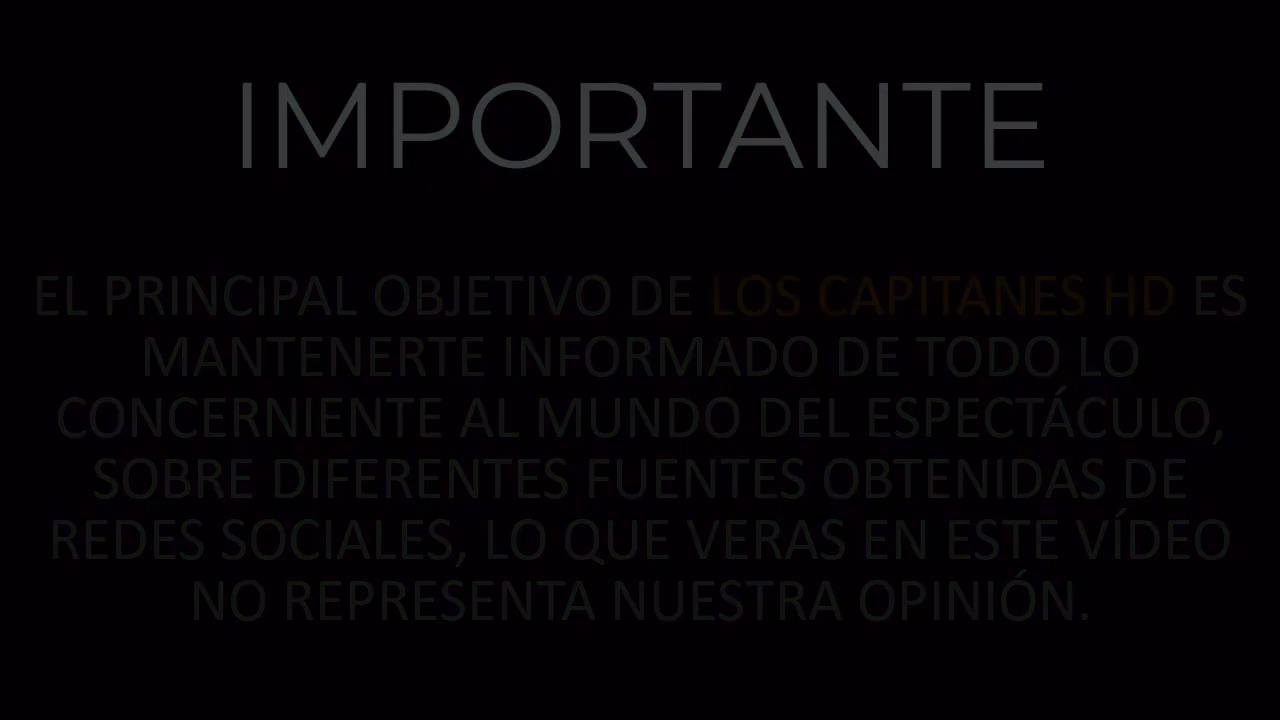 IMPORTANTE
EL PRINCIPAL OBJETIVO DE LOS CAPITANES HD ES
MANTENERTE INFORMADO DE TODO LO
CONCERNIENTE AL MUNDO DEL ESPECTÁCULO,
SOBRE DIFERENTES FUENTES OBTENIDAS DE
REDES SOCIALES, LO QUE VERAS EN ESTE VÍDEO
NO REPRESENTA NUESTRA OPINIÓN.